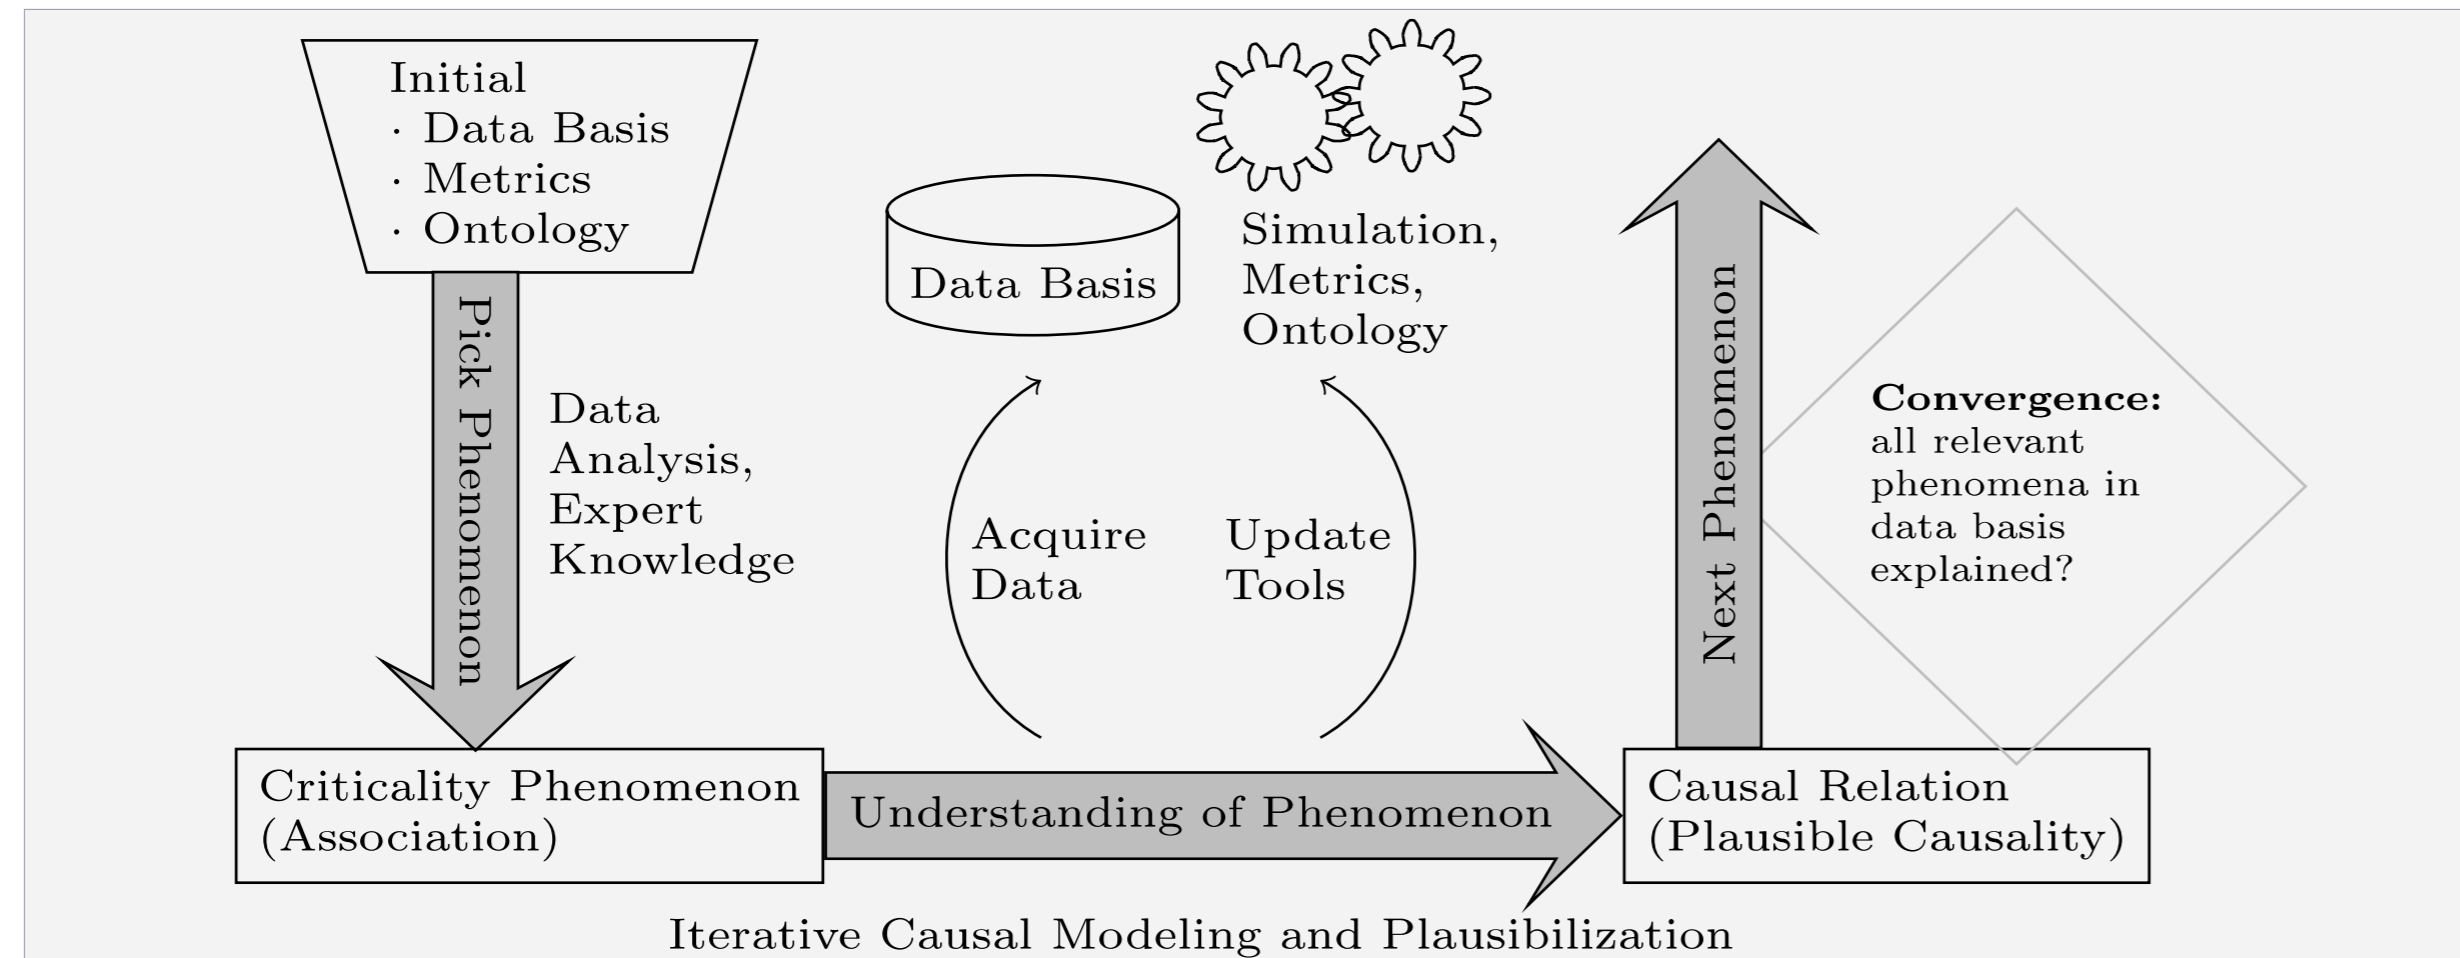 Initial
· Data Basis
· Metrics
· Ontology
Pick Phenomenon
Data
Analysis,
Expert
Knowledge
Data Basis
Simulation,
Metrics,
Ontology
Acquire
Data
Update
Tools
Next Phenomenon
Convergence:
all relevant
phenomena in
data basis
explained?
Criticality Phenomenon
(Association)
Understanding of Phenomenon
Causal Relation
(Plausible Causality)
Iterative Causal Modeling and Plausibilization